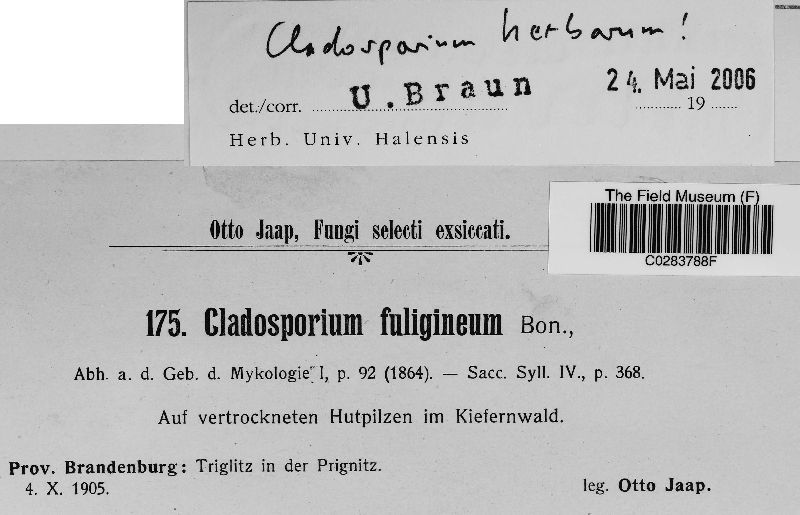 Cladosporium herbarum!
det./corr. U. Braun 24. Mai 2006
19
Herb. Univ. Halensis
The Field Museum (F)
C0283788F
Otto Jaap, Fungi selecti exsiccati.
175. Cladosporium fuligineum Bon.,
Abh. a. d. Geb. d. Mykologie I, p. 92 (1864). — Sacc. Syll. IV., p. 368.
Auf vertrockneten Hutpilzen im Kiefernwald.
Prov. Brandenburg: Triglitz in der Prignitz.
4. X. 1905.
leg. Otto Jaap.